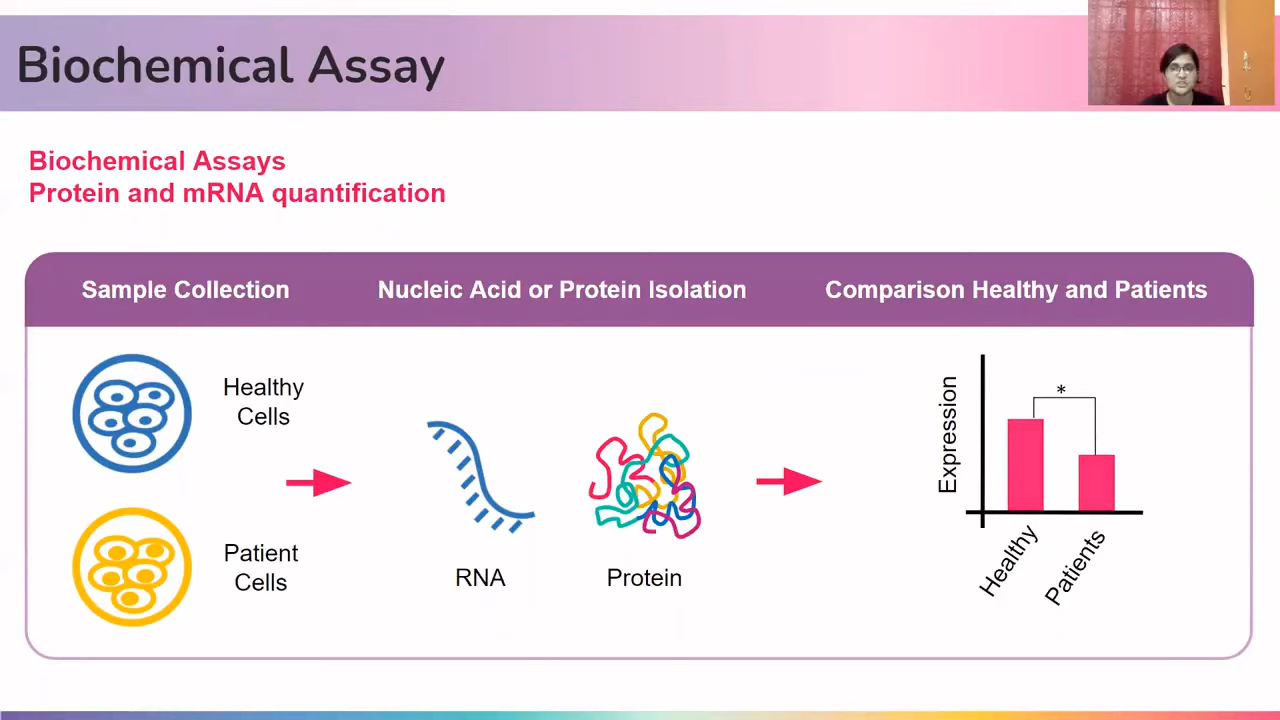 Biochemical Assay
Biochemical Assays
Protein and mRNA quantification
Sample Collection
Nucleic Acid or Protein Isolation
Comparison Healthy and Patients
Healthy
Cells
Patient
Cells
RNA
Protein
Expression
*
Healthy
Patients